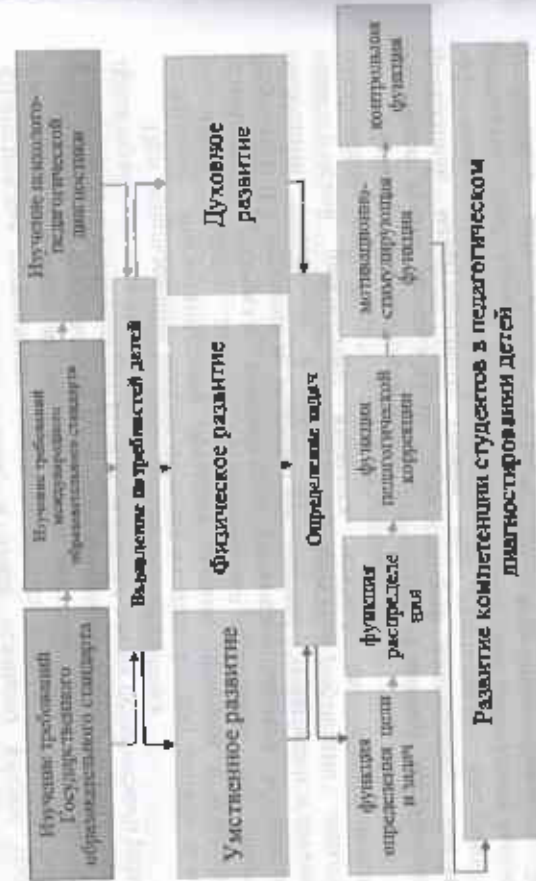 Изучение требований
Государственного
образовательного стандарта
Изучение требований
международного
образовательного стандарта
Изучение психолого-
педагогической
диагностики
Выявление потребностей детей
Умственное развитие
Физическое развитие
Духовное
развитие
Определение задач
функция
определения цели
и задач
функция
распределе
ния
функция
педагогической
коррекции
мотивационно-
стимулирующая
функция
контрольная
функция
Развитие компетенции студентов в педагогическом
диагностировании детей